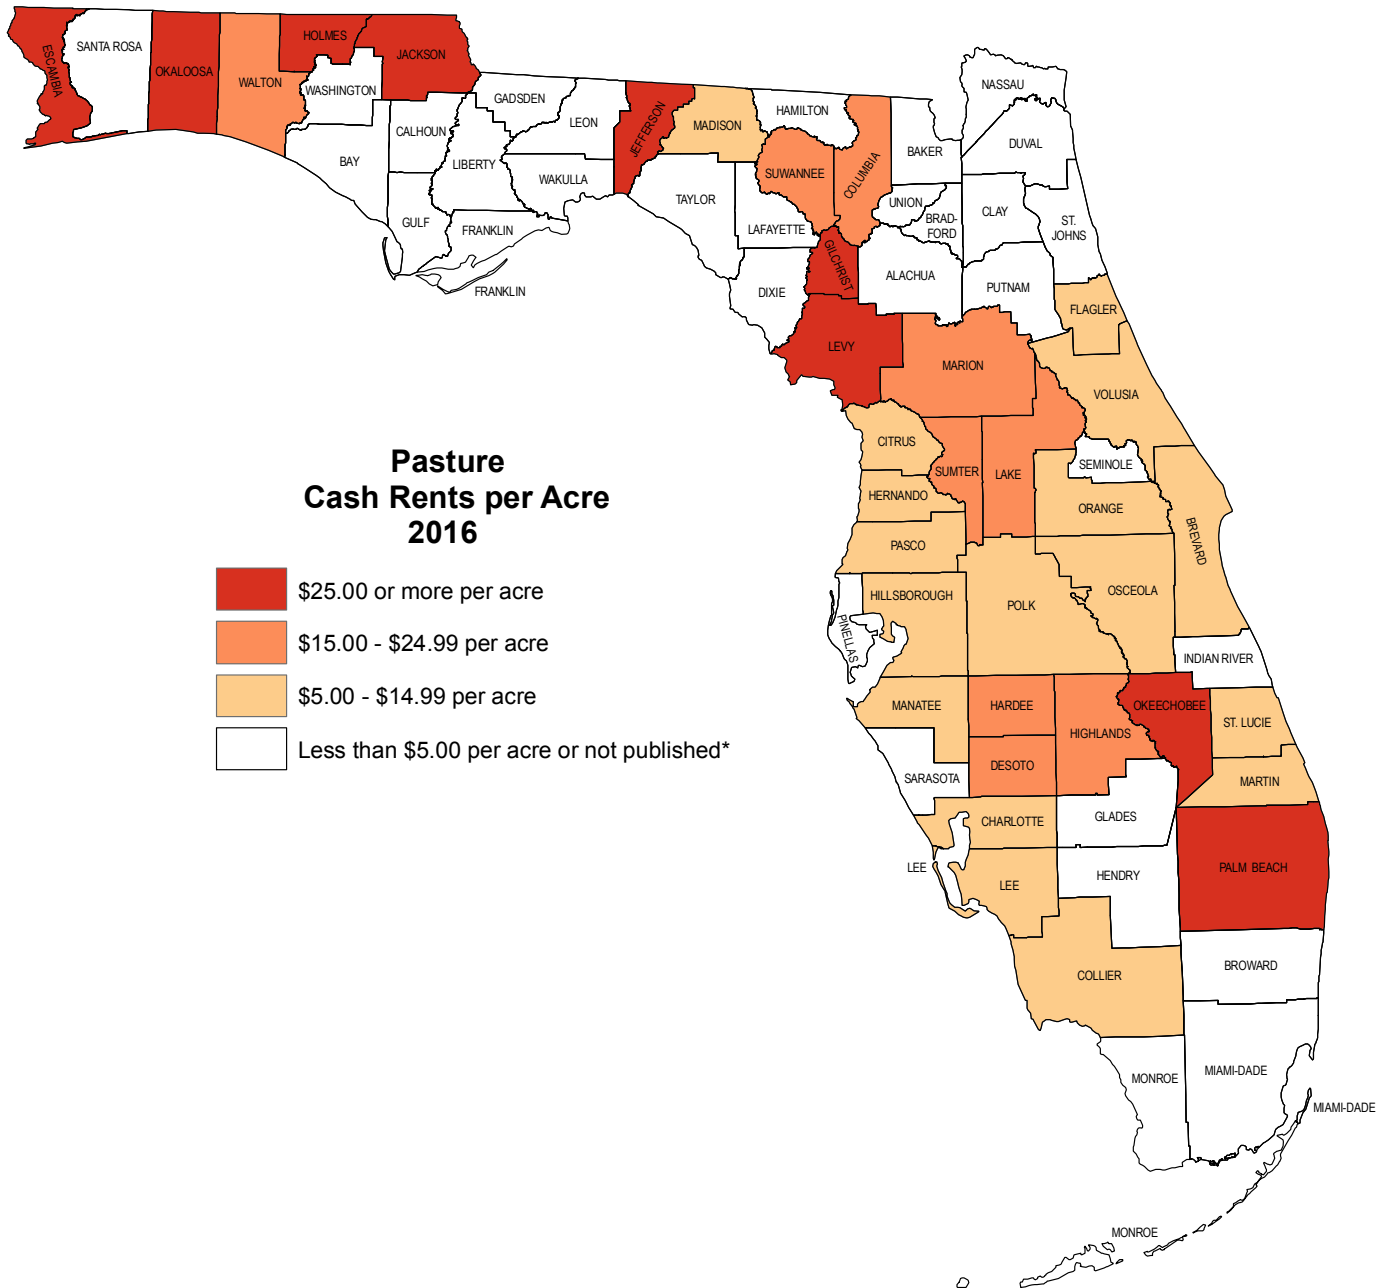 SANTA ROSA
ESCAMBIA
OKALOOSA
WALTON
HOLMES
JACKSON
WASHINGTON
BAY
CALHOUN
GULF
LIBERTY
GADSDEN
LEON
WAKULLA
FRANKLIN
FRANKLIN
JEFFERSON
MADISON
TAYLOR
HAMILTON
SUWANNEE
LAFAYETTE
DIXIE
COLUMBIA
GILCHRIST
LEVY
BAKER
UNION
BRAD-
FORD
ALACHUA
NASSAU
DUVAL
CLAY
ST.
JOHNS
PUTNAM
FLAGLER
MARION
VOLUSIA
CITRUS
SUMTER
LAKE
SEMINOLE
HERNANDO
ORANGE
PASCO
BREVARD
HILLSBOROUGH
PINELLAS
POLK
OSCEOLA
INDIAN RIVER
MANATEE
HARDEE
HIGHLANDS
OKEECHOBEE
ST. LUCIE
SARASOTA
DESOTO
MARTIN
CHARLOTTE
GLADES
LEE
LEE
HENDRY
PALM BEACH
COLLIER
BROWARD
MONROE
MIAMI-DADE
MIAMI-DADE
MONROE
Pasture
Cash Rents per Acre
2016
$25.00 or more per acre
$15.00 - $24.99 per acre
$5.00 - $14.99 per acre
Less than $5.00 per acre or not published*